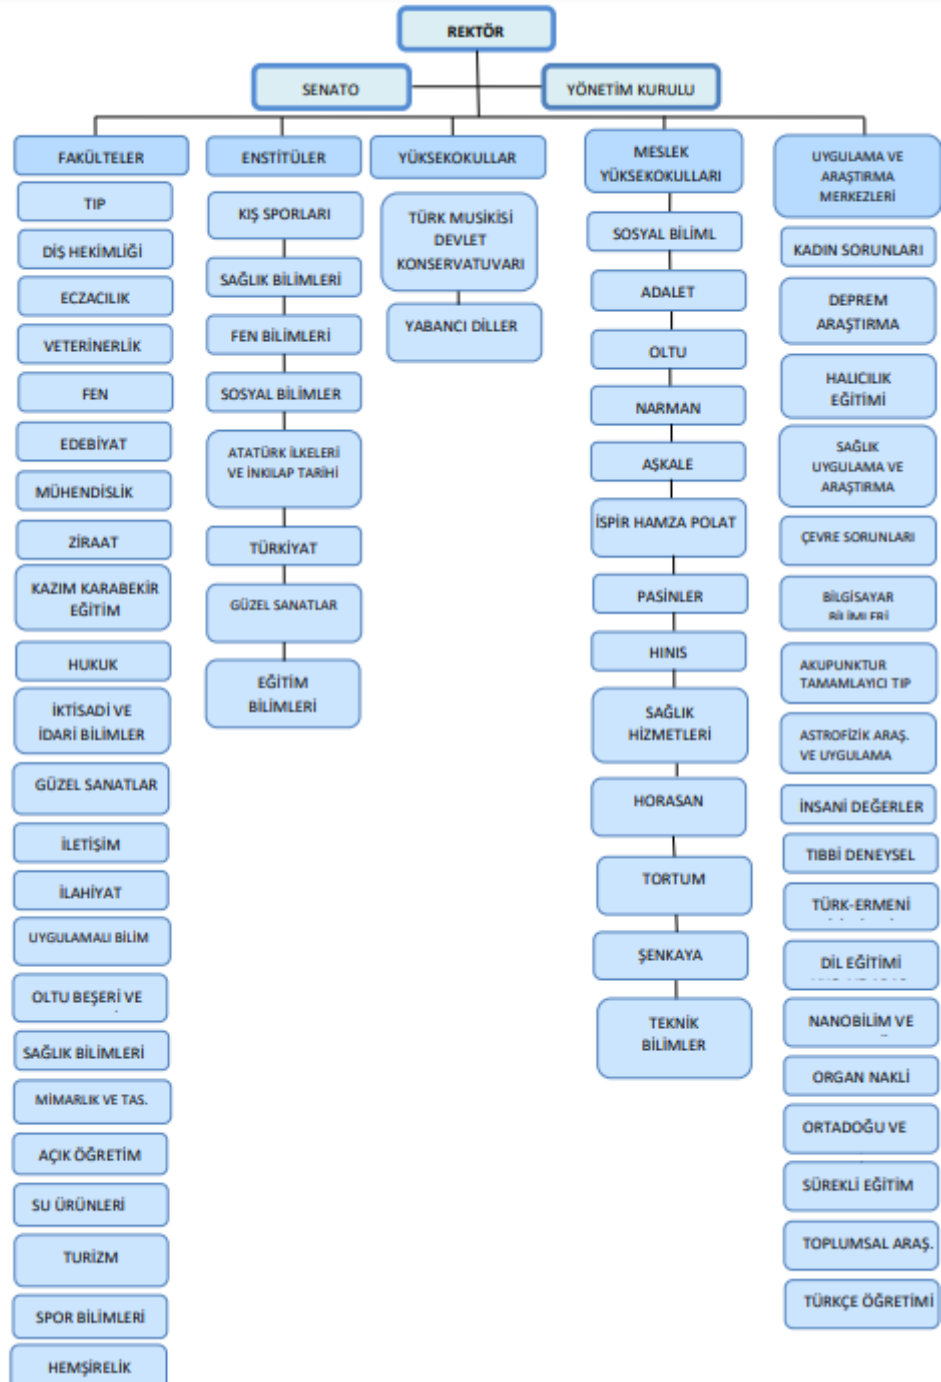 REKTÖR
SENATO
YÖNETİM KURULU
FAKÜLTELER
TIP
DİŞ HEKİMLİĞİ
ECZACILIK
VETERİNERLİK
FEN
EDEBİYAT
MÜHENDİSLİK
ZİRAAT
KAZIM KARABEKİR
EĞİTİM
HUKUK
İKTİSADİ VE
İDARİ BİLİMLER
GÜZEL SANATLAR
İLETİŞİM
İLAHİYAT
UYGULAMALI BİLİM
OLTU BEŞERİ VE
SAĞLIK BİLİMLERİ
MİMARLIK VE TAS.
AÇIK ÖĞRETİM
SU ÜRÜNLERİ
TURİZM
SPOR BİLİMLERİ
HEMŞİRELİK
ENSTİTÜLER
KIŞ SPORLARI
SAĞLIK BİLİMLERİ
FEN BİLİMLERİ
SOSYAL BİLİMLER
ATATÜRK İLKELERİ
VE İNKILAP TARİHİ
TÜRKİYAT
GÜZEL SANATLAR
EĞİTİM
BİLİMLERİ
YÜKSEKOKULLAR
TÜRK MUSIKİSİ
DEVLET
KONSERVATUVARI
YABANCI DİLLER
MESLEK
YÜKSEKOKULLARI
SOSYAL BİLİML
ADALET
OLTU
NARMAN
AŞKALE
İSPİR HAMZA POLAT
PASİNLER
HINIS
SAĞLIK
HİZMETLERİ
HORASAN
TORTUM
ŞENKAYA
TEKNİK
BİLİMLER
UYGULAMA VE
ARAŞTIRMA
MERKEZLERİ
KADIN SORUNLARI
DEPREM
ARAŞTIRMA
HALICILIK
EĞİTİMİ
SAĞLIK
UYGULAMA VE
ARAŞTIRMA
ÇEVRE SORUNLARI
BİLGİSAYAR
BİLİMLERİ
AKUPUNKTUR
TAMAMLAYICI TIP
ASTROFİZİK ARAŞ.
VE UYGULAMA
İNSANİ DEĞERLER
TIBBİ DENEYSEL
TÜRK-ERMENİ
DİL EĞİTİMİ
NANOBİLİM VE
ORGAN NAKLİ
ORTADOĞU VE
SÜREKLİ EĞİTİM
TOPLUMSAL ARAŞ.
TÜRKÇE ÖĞRETİMİ